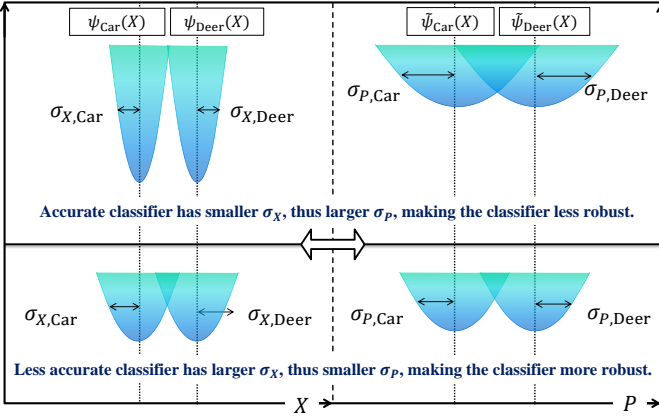 ψ_Car(X) ψ_Deer(X) ψ̃_Car(X) ψ̃_Deer(X)
σ_X,Car σ_X,Deer σ_P,Car σ_P,Deer
Accurate classifier has smaller σ_X, thus larger σ_P, making the classifier less robust.
σ_X,Car σ_X,Deer σ_P,Car σ_P,Deer
Less accurate classifier has larger σ_X, thus smaller σ_P, making the classifier more robust.
X P